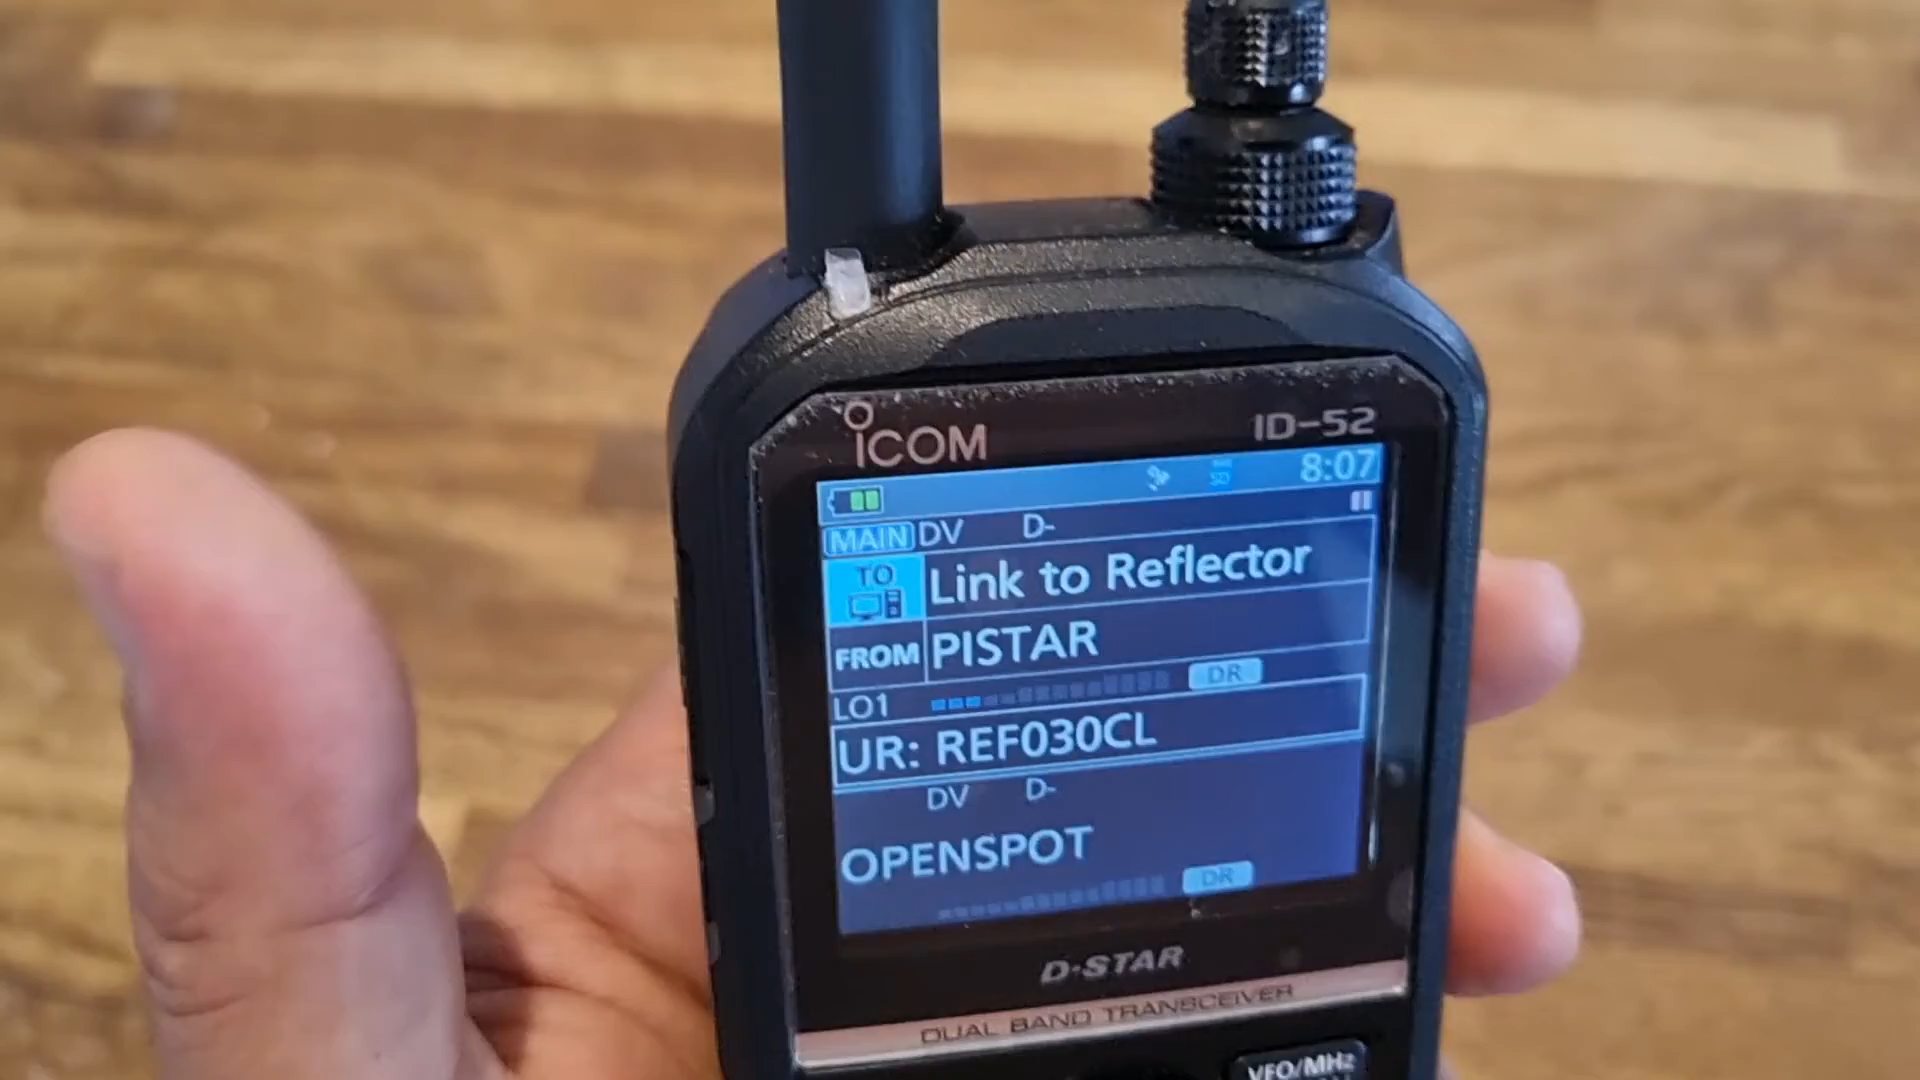 ICOM
ID-52
8:07
MAIN DV D-
TO Link to Reflector
FROM PISTAR
LO1 DR
UR: REF030CL
DV D-
OPENSPOT
DR
D-STAR
DUAL BAND TRANSCEIVER
VFO/MHz